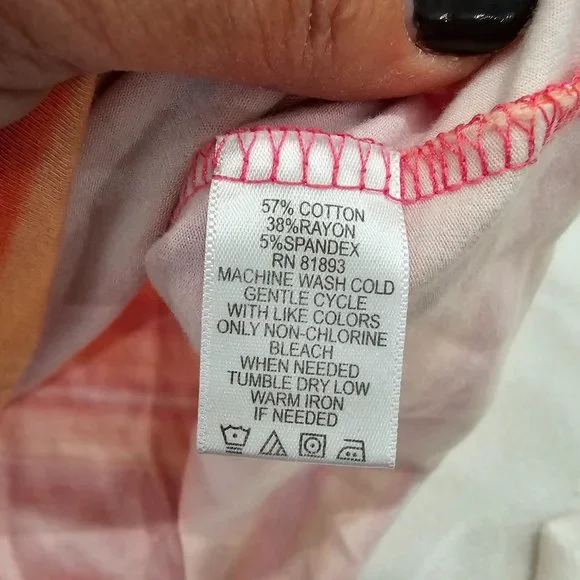 57% COTTON
38%RAYON
5%SPANDEX
RN 81893
MACHINE WASH COLD
GENTLE CYCLE
WITH LIKE COLORS
ONLY NON-CHLORINE
BLEACH
WHEN NEEDED
TUMBLE DRY LOW
WARM IRON
IF NEEDED